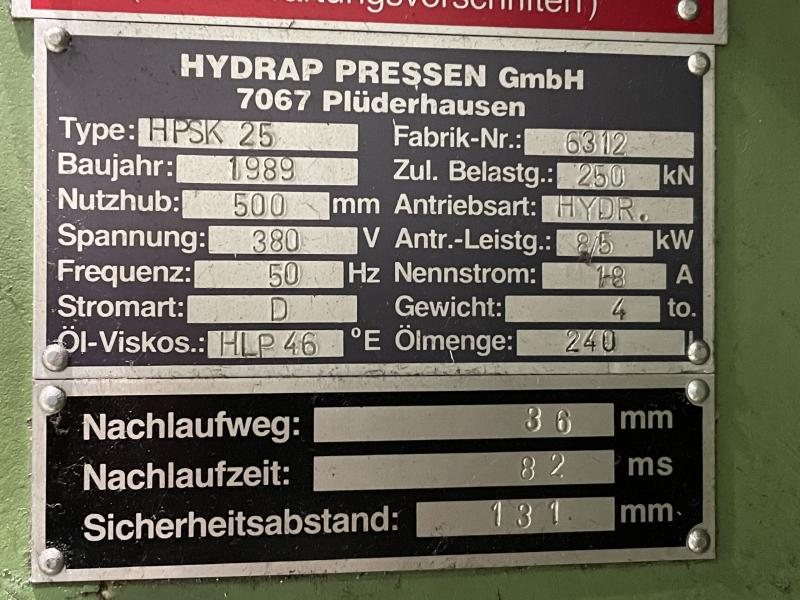 HYDRAP PRESSEN GmbH
7067 Plüderhausen
Type: HPSK 25 Fabrik-Nr.: 6312
Baujahr: 1989 Zul. Belastg.: 250 kN
Nutzhub: 500 mm Antriebsart: HYDR.
Spannung: 380 V Antr.-Leistg.: 8/5 kW
Frequenz: 50 Hz Nennstrom: 18 A
Stromart: D Gewicht: 4 to.
Öl-Viskos.: HLP 46 °E Ölmenge: 240 l
Nachlaufweg: 36 mm
Nachlaufzeit: 82 ms
Sicherheitsabstand: 131 mm